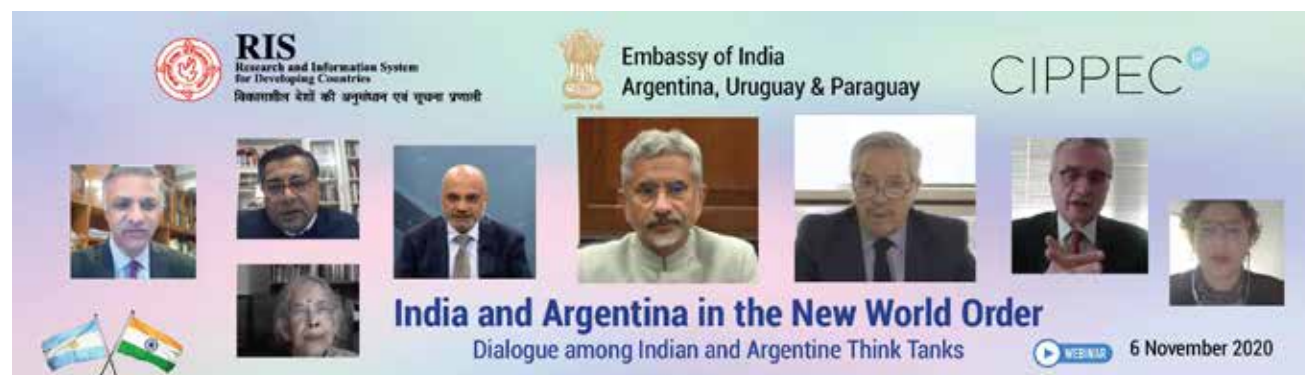 RIS
Research and Information System
for Developing Countries
विकासशील देशों की अनुसंधान एवं सूचना प्रणाली
Embassy of India
Argentina, Uruguay & Paraguay
CIPPEC
India and Argentina in the New World Order
Dialogue among Indian and Argentine Think Tanks
WEBINAR 6 November 2020